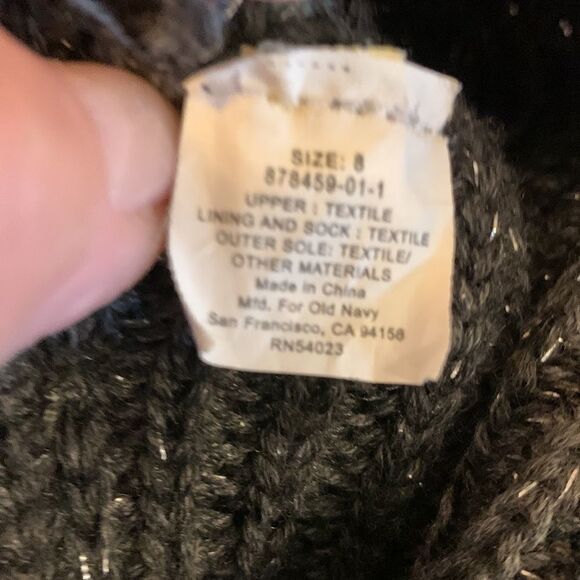 SIZE: 8
878459-01-1
UPPER : TEXTILE
LINING AND SOCK : TEXTILE
OUTER SOLE: TEXTILE/
OTHER MATERIALS
Made in China
Mfd. For Old Navy
San Francisco, CA 94158
RN54023